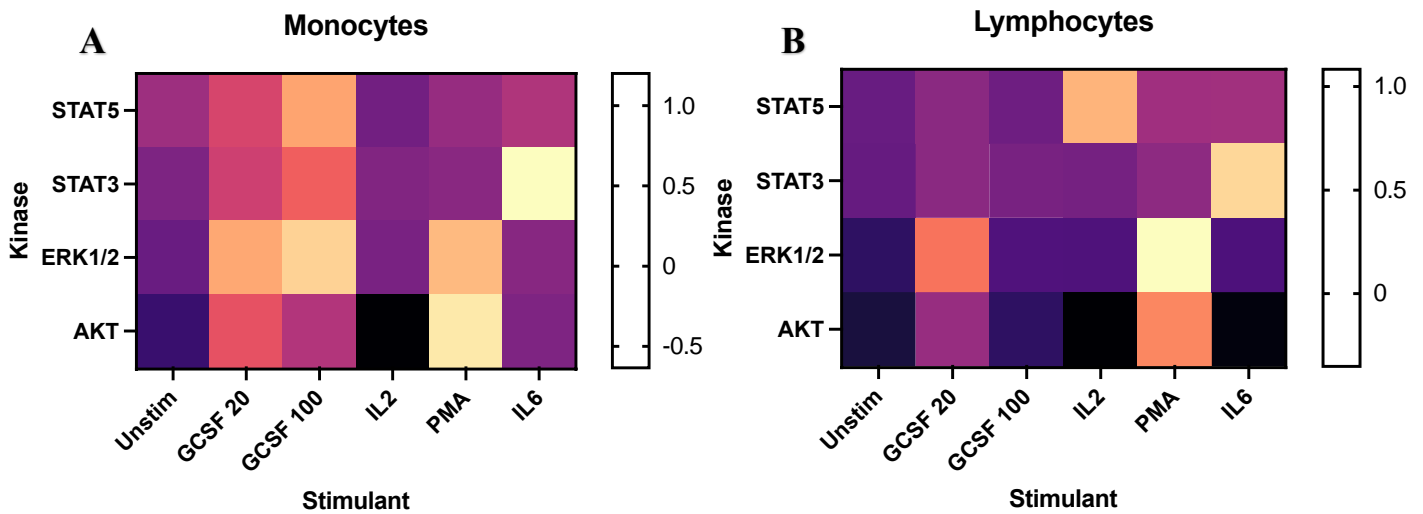 A
Monocytes
STAT5
STAT3
ERK1/2
AKT
Kinase
Unstim
GCSF 20
GCSF 100
IL2
PMA
IL6
Stimulant
1.0
0.5
0
-0.5
B
Lymphocytes
STAT5
STAT3
ERK1/2
AKT
Kinase
Unstim
GCSF 20
GCSF 100
IL2
PMA
IL6
Stimulant
1.0
0.5
0